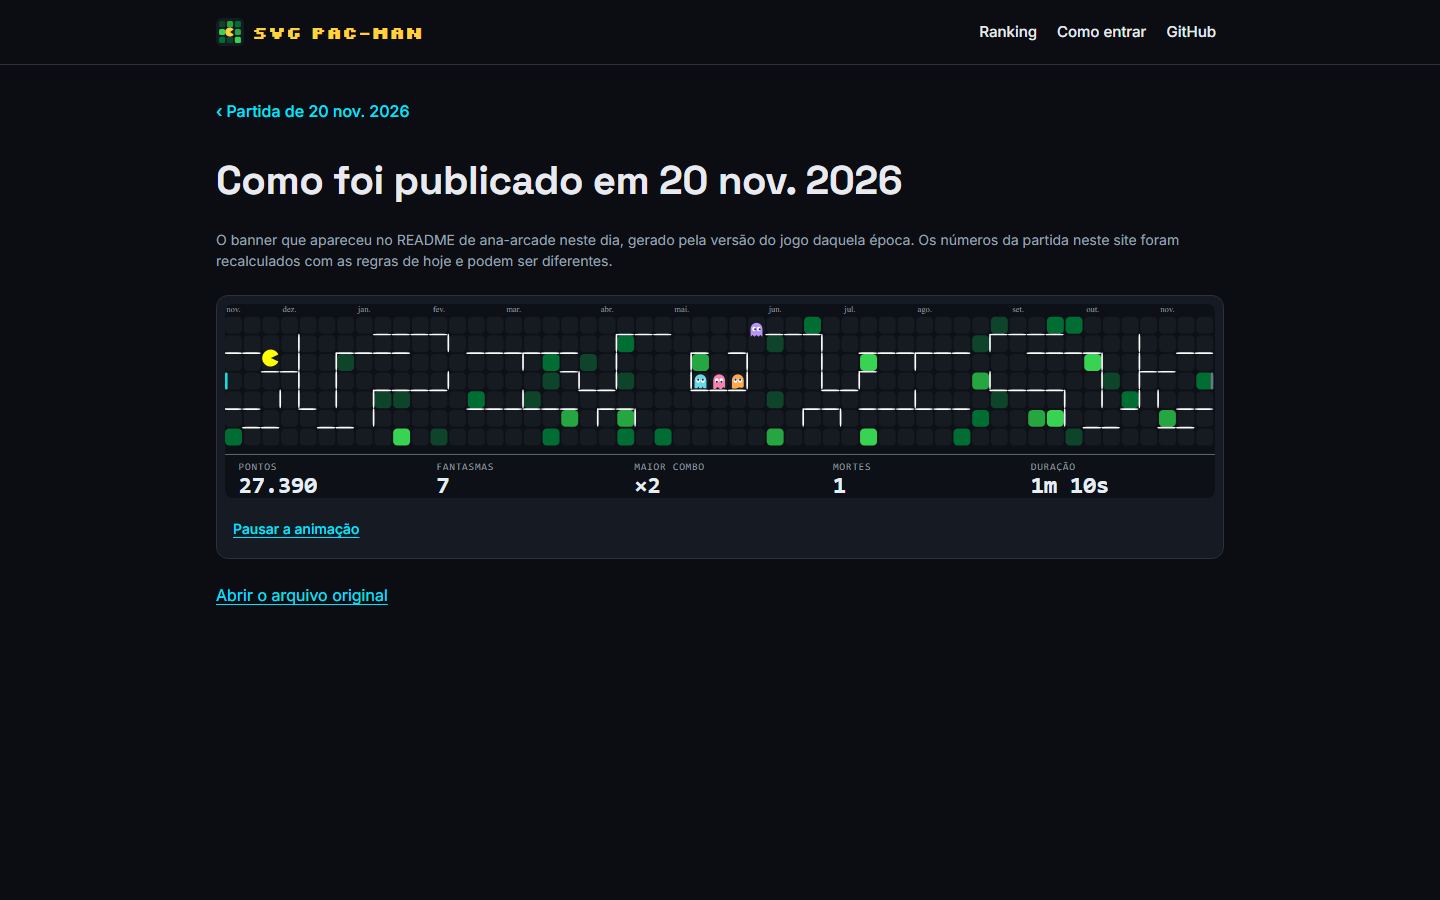 SVG PAC-MAN
Ranking Como entrar GitHub
‹ Partida de 20 nov. 2026
Como foi publicado em 20 nov. 2026
O banner que apareceu no README de ana-arcade neste dia, gerado pela versão do jogo daquela época. Os números da partida neste site foram
recalculados com as regras de hoje e podem ser diferentes.
nov. dez. jan. fev. mar. abr. mai. jun. jul. ago. set. out. nov.
PONTOS FANTASMAS MAIOR COMBO MORTES DURAÇÃO
27.390 7 ×2 1 1m 10s
Pausar a animação
Abrir o arquivo original